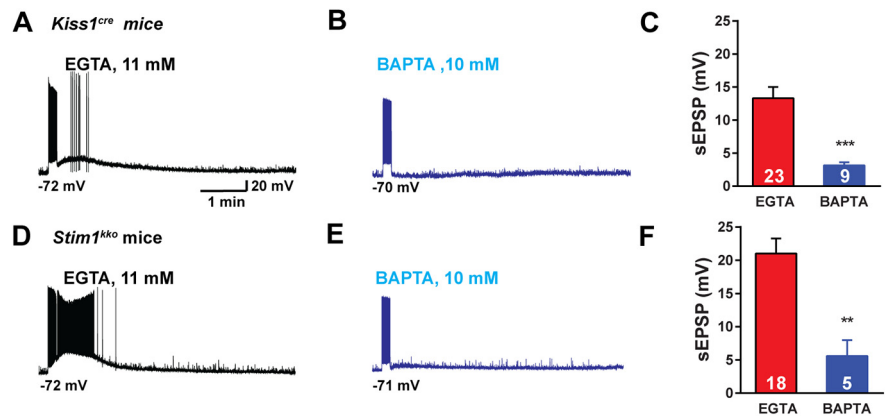 A Kiss1cre mice
EGTA, 11 mM
-72 mV
20 mV
1 min
B
BAPTA ,10 mM
-70 mV
C
sEPSP (mV)
25
20
15
10
5
0
***
23
9
EGTA
BAPTA
D Stim1kko mice
EGTA, 11 mM
-72 mV
E
BAPTA, 10 mM
-71 mV
F
sEPSP (mV)
25
20
15
10
5
0
**
18
5
EGTA
BAPTA